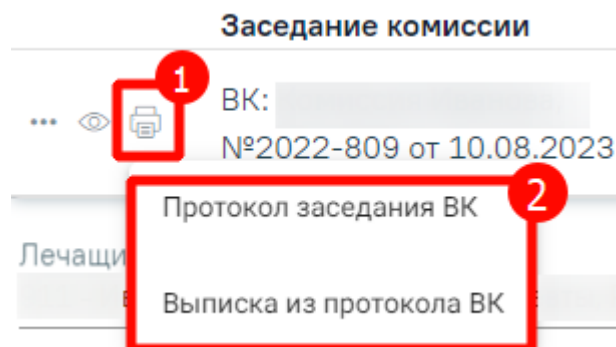 Заседание комиссии
1
ВК:
№2022-809 от 10.08.2023
2
Протокол заседания ВК
Лечащи
Выписка из протокола ВК